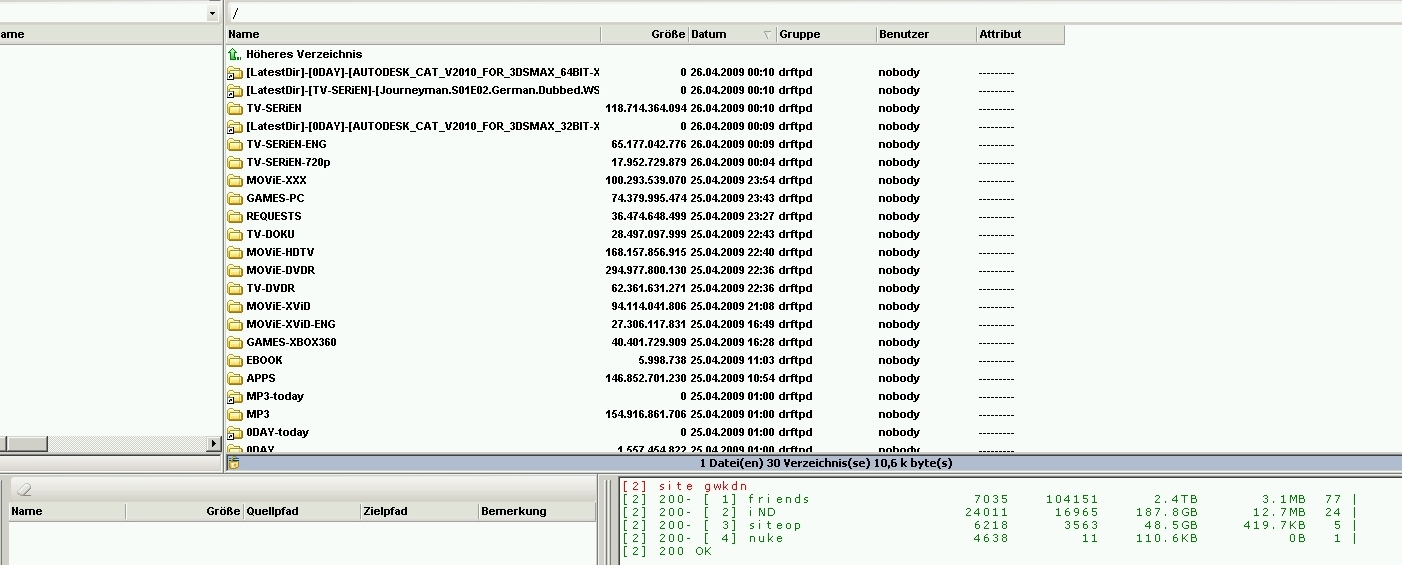 /
ame
Name Größe Datum Gruppe Benutzer Attribut
Höheres Verzeichnis
[LatestDir]-[0DAY]-[AUTODESK_CAT_V2010_FOR_3DSMAX_64BIT-X 0 26.04.2009 00:10 drftpd nobody ---------
[LatestDir]-[TV-SERiEN]-[Journeyman.S01E02.German.Dubbed.WS 0 26.04.2009 00:10 drftpd nobody ---------
TV-SERiEN 118.714.364.094 26.04.2009 00:10 drftpd nobody ---------
[LatestDir]-[0DAY]-[AUTODESK_CAT_V2010_FOR_3DSMAX_32BIT-X 0 26.04.2009 00:09 drftpd nobody ---------
TV-SERiEN-ENG 65.177.042.776 26.04.2009 00:09 drftpd nobody ---------
TV-SERiEN-720p 17.952.729.879 26.04.2009 00:04 drftpd nobody ---------
MOViE-XXX 100.293.539.070 25.04.2009 23:54 drftpd nobody ---------
GAMES-PC 74.379.995.474 25.04.2009 23:43 drftpd nobody ---------
REQUESTS 36.474.648.499 25.04.2009 23:27 drftpd nobody ---------
TV-DOKU 28.497.097.999 25.04.2009 22:43 drftpd nobody ---------
MOViE-HDTV 168.157.856.915 25.04.2009 22:40 drftpd nobody ---------
MOViE-DVDR 294.977.800.130 25.04.2009 22:36 drftpd nobody ---------
TV-DVDR 62.361.631.271 25.04.2009 22:36 drftpd nobody ---------
MOViE-XViD 94.114.041.806 25.04.2009 21:08 drftpd nobody ---------
MOViE-XViD-ENG 27.306.117.831 25.04.2009 16:49 drftpd nobody ---------
GAMES-XBOX360 40.401.729.909 25.04.2009 16:28 drftpd nobody ---------
EBOOK 5.998.738 25.04.2009 11:03 drftpd nobody ---------
APPS 146.852.701.230 25.04.2009 10:54 drftpd nobody ---------
MP3-today 0 25.04.2009 01:00 drftpd nobody ---------
MP3 154.916.861.706 25.04.2009 01:00 drftpd nobody ---------
0DAY-today 0 25.04.2009 01:00 drftpd nobody ---------
0DAY 1.557.454.822 25.04.2009 01:00 drftpd nobody ---------
1 Datei(en) 30 Verzeichnis(se) 10,6 k byte(s)
Name Größe Quellpfad Zielpfad Bemerkung
[2] site gwkdn
[2] 200- [ 1] friends 7035 104151 2.4TB 3.1MB 77 |
[2] 200- [ 2] iND 24011 16965 187.8GB 12.7MB 24 |
[2] 200- [ 3] siteop 6218 3563 48.5GB 419.7KB 5 |
[2] 200- [ 4] nuke 4638 11 110.6KB 0B 1 |
[2] 200 OK